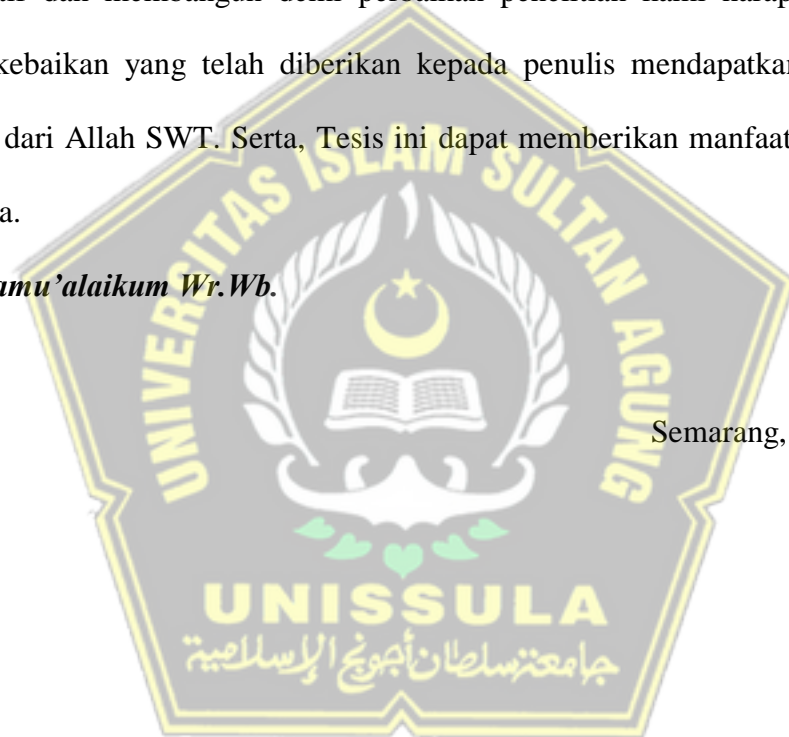 dan membangun demi perbaikan penelitian kami harap
kebaikan yang telah diberikan kepada penulis mendapatkan
dari Allah SWT. Serta, Tesis ini dapat memberikan manfaat
a.
amu’alaikum Wr.Wb.
Semarang,
UNIVERSITAS ISLAM SULTAN AGUNG
UNISSULA
جامعة سلطان أجونج الإسلامية